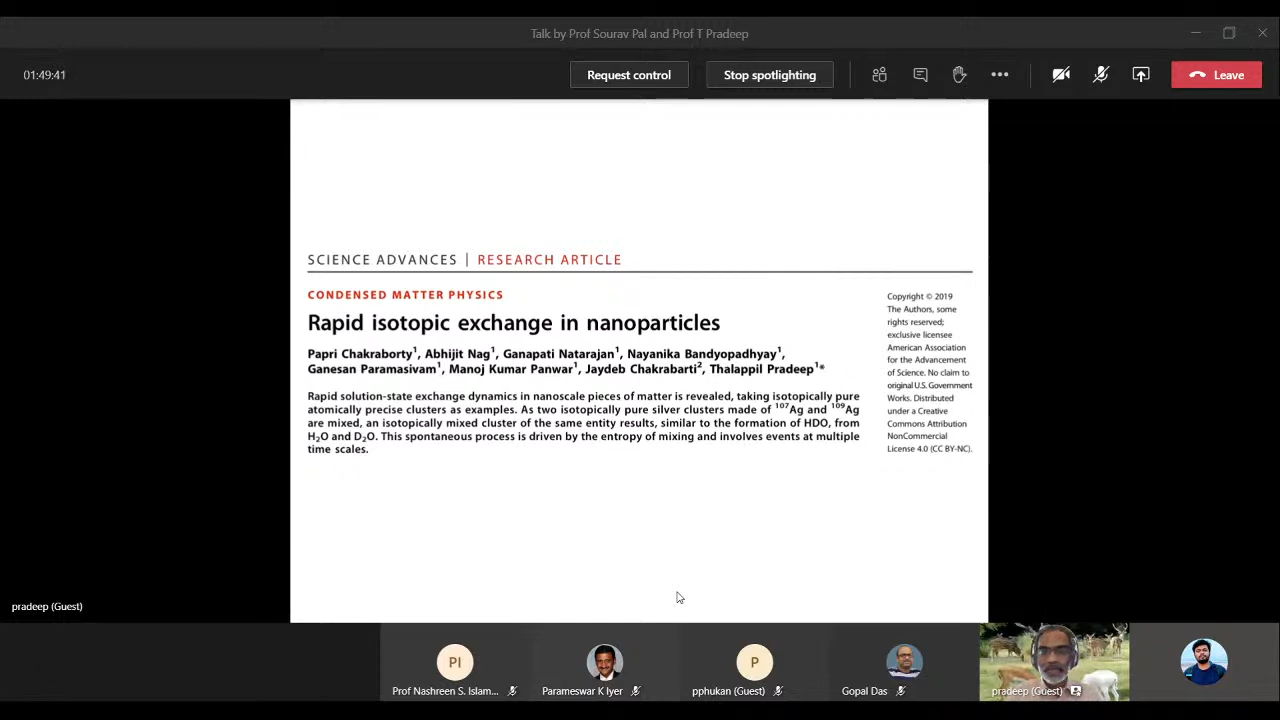 Talk by Prof Sourav Pal and Prof T Pradeep
01:49:41
Request control
Stop spotlighting
Leave
SCIENCE ADVANCES | RESEARCH ARTICLE
CONDENSED MATTER PHYSICS
Rapid isotopic exchange in nanoparticles
Papri Chakraborty¹, Abhijit Nag¹, Ganapati Natarajan¹, Nayanika Bandyopadhyay¹,
Ganesan Paramasivam¹, Manoj Kumar Panwar¹, Jaydeb Chakrabarti², Thalappil Pradeep¹*
Rapid solution-state exchange dynamics in nanoscale pieces of matter is revealed, taking isotopically pure
atomically precise clusters as examples. As two isotopically pure silver clusters made of ¹⁰⁷Ag and ¹⁰⁹Ag
are mixed, an isotopically mixed cluster of the same entity results, similar to the formation of HDO, from
H₂O and D₂O. This spontaneous process is driven by the entropy of mixing and involves events at multiple
time scales.
Copyright © 2019
The Authors, some
rights reserved;
exclusive licensee
American Association
for the Advancement
of Science. No claim to
original U.S. Government
Works. Distributed
under a Creative
Commons Attribution
NonCommercial
License 4.0 (CC BY-NC).
pradeep (Guest)
PI
P
Prof Nashreen S. Islam...
Parameswar K Iyer
pphukan (Guest)
Gopal Das
pradeep (Guest)